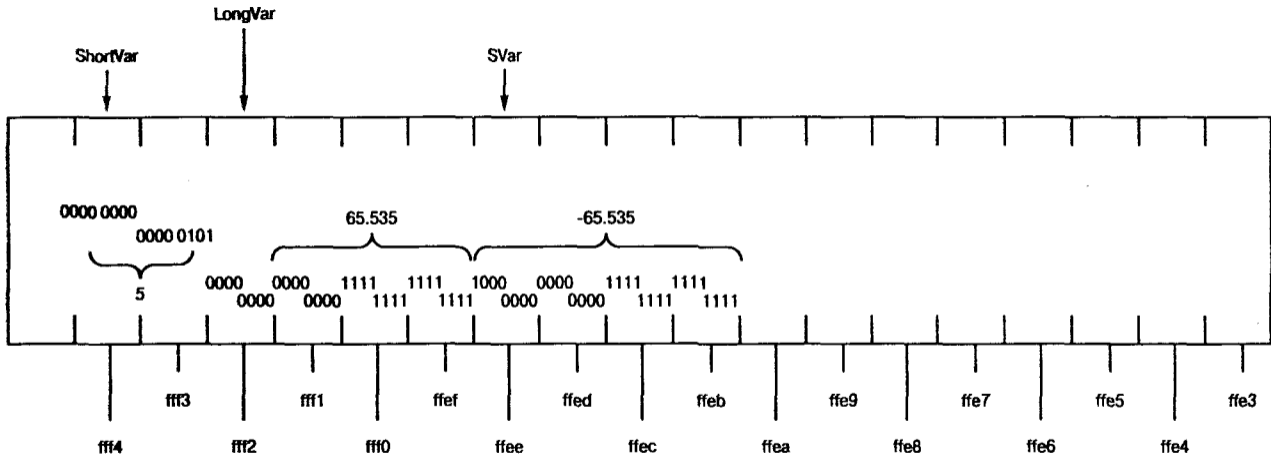 LongVar
ShortVar
SVar
0000 0000
0000 0101
5
65.535
-65.535
0000 0000 1111 1111 1000 0000 1111 1111
0000 0000 1111 1111 0000 0000 1111 1111
fff3 fff1 ffef ffed ffeb ffe9 ffe7 ffe5 ffe3
fff4 fff2 fff0 ffee ffec ffea ffe8 ffe6 ffe4